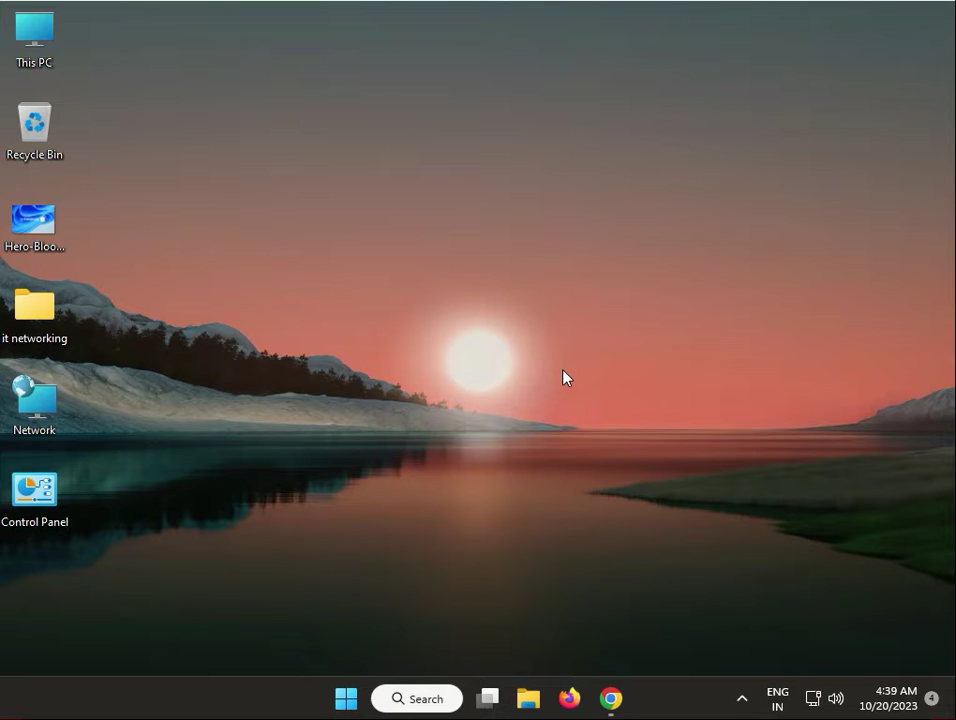 This PC
Recycle Bin
Hero-Bloo...
it networking
Network
Control Panel
Search
ENG
IN
4:39 AM
10/20/2023
4